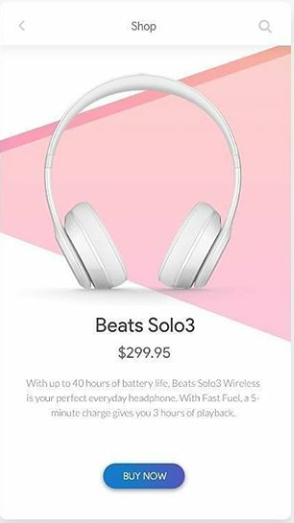 Shop
Beats Solo3
$299.95
With up to 40 hours of battery life, Beats Solo3 Wireless
is your perfect everyday headphone. With Fast Fuel, a 5-
minute charge gives you 3 hours of playback.
BUY NOW